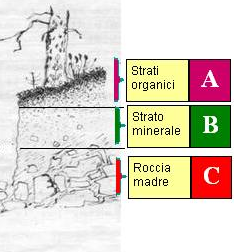 Strati
organici
A
Strato
minerale
B
Roccia
madre
C